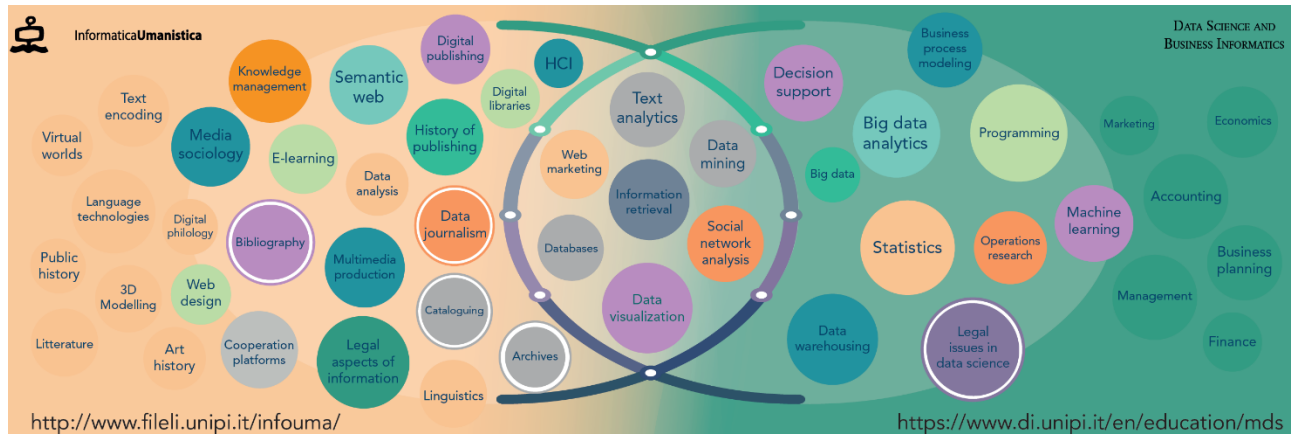 InformaticaUmanistica
DATA SCIENCE AND
BUSINESS INFORMATICS
Digital
publishing
HCI
Business
process
modeling
Knowledge
management
Semantic
web
Digital
libraries
Text
analytics
Decision
support
Text
encoding
Virtual
worlds
Media
sociology
E-learning
History of
publishing
Data
mining
Big data
analytics
Programming
Marketing
Economics
Data
analysis
Web
marketing
Information
retrieval
Big data
Accounting
Language
technologies
Digital
philology
Bibliography
Data
journalism
Databases
Social
network
analysis
Statistics
Operations
research
Machine
learning
Public
history
3D
Modelling
Web
design
Multimedia
production
Business
planning
Management
Cataloguing
Data
visualization
Litterature
Art
history
Cooperation
platforms
Legal
aspects of
information
Archives
Data
warehousing
Legal
issues in
data science
Finance
Linguistics
http://www.fileli.unipi.it/infouma/
https://www.di.unipi.it/en/education/mds